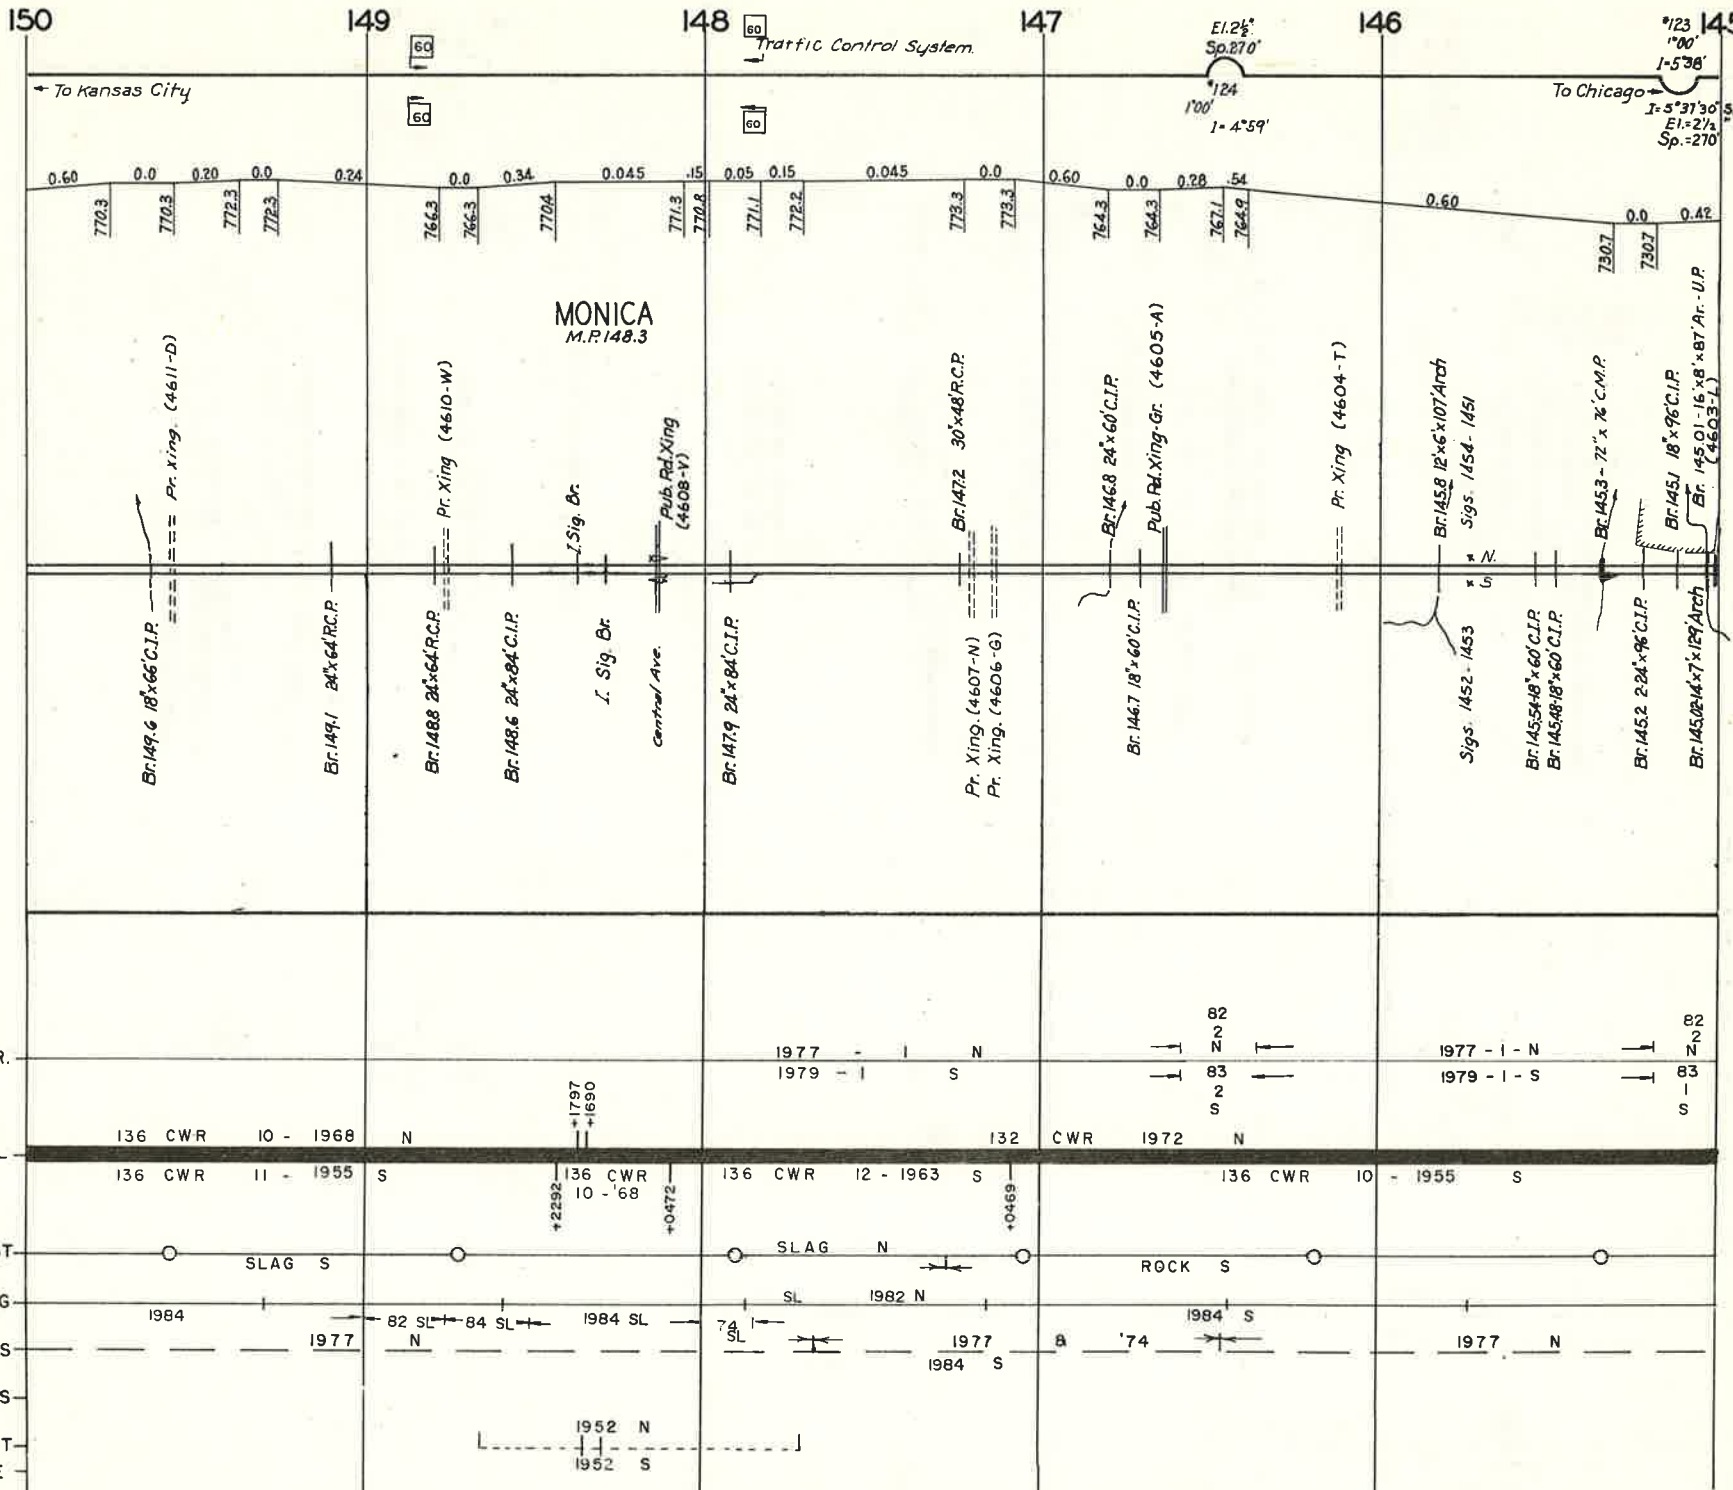 150 149 148 147 146 145
60 60
Traffic Control System.
El. 2½"
Sp. 270'
#124
1°00'
I = 4°59'
#123
1°00'
I=5°38'
← To Kansas City
To Chicago →
I=5°37'30"
El.=2½
Sp.=270'
60 60
0.60 0.0 0.20 0.0 0.24 0.0 0.34 0.045 .15 0.05 0.15 0.045 0.0 0.60 0.0 0.28 .54 0.60 0.0 0.42
770.3 770.3 772.3 772.3 766.3 766.3 770.4 771.3 770.8 771.1 772.2 773.3 773.3 764.3 764.3 767.1 764.9 730.7 730.7
MONICA
M.P. 148.3
Pr. Xing. (4611-D)
Pr. Xing (4610-W)
I. Sig. Br.
Pub. Rd. Xing
(4608-V)
Br. 147.2 30"x48' R.C.P.
Br. 146.8 24"x60' C.I.P.
Pub. Rd. Xing-Gr. (4605-A)
Pr. Xing (4604-T)
Br. 145.8 12'x6'x107' Arch
Sigs. 1454-1451
Br. 145.3 - 72" x 76' C.M.P.
Br. 145.1 18"x96' C.I.P.
Br. 145.01-16'x8'x87' Ar.-U.P.
(4603-L)
N.
S
Br. 149.6 18"x66' C.I.P.
Br. 149.1 24"x64' R.C.P.
Br. 148.8 24"x64' R.C.P.
Br. 148.6 24"x84' C.I.P.
I. Sig. Br.
Central Ave.
Br. 147.9 24"x84' C.I.P.
Pr. Xing. (4607-N)
Pr. Xing. (4606-G)
Br. 146.7 18"x60' C.I.P.
Sigs. 1452-1453
Br. 145.54-18"x60' C.I.P.
Br. 145.48-18"x60' C.I.P.
Br. 145.2 2-24"x96' C.I.P.
Br. 145.02-14'x7'x129' Arch
82
2
N
82
2
N
R.
1977 - 1 N
1977 - 1 - N
1979 - 1 S
1979 - 1 - S
83
2
S
83
1
S
+1797
+1690
136 CWR 10 - 1968 N
132 CWR 1972 N
136 CWR 11 - 1955 S
136 CWR
10 - '68
136 CWR 12 - 1963 S
136 CWR 10 - 1955 S
+2292
+0472
+0469
T
SLAG N
SLAG S
ROCK S
G
SL 1982 N
1984
82 SL
84 SL
1984 SL
74
SL
1984 S
S
1977 N
1977 & '74
1977 N
1984 S
S
T
1952 N
1952 S
E